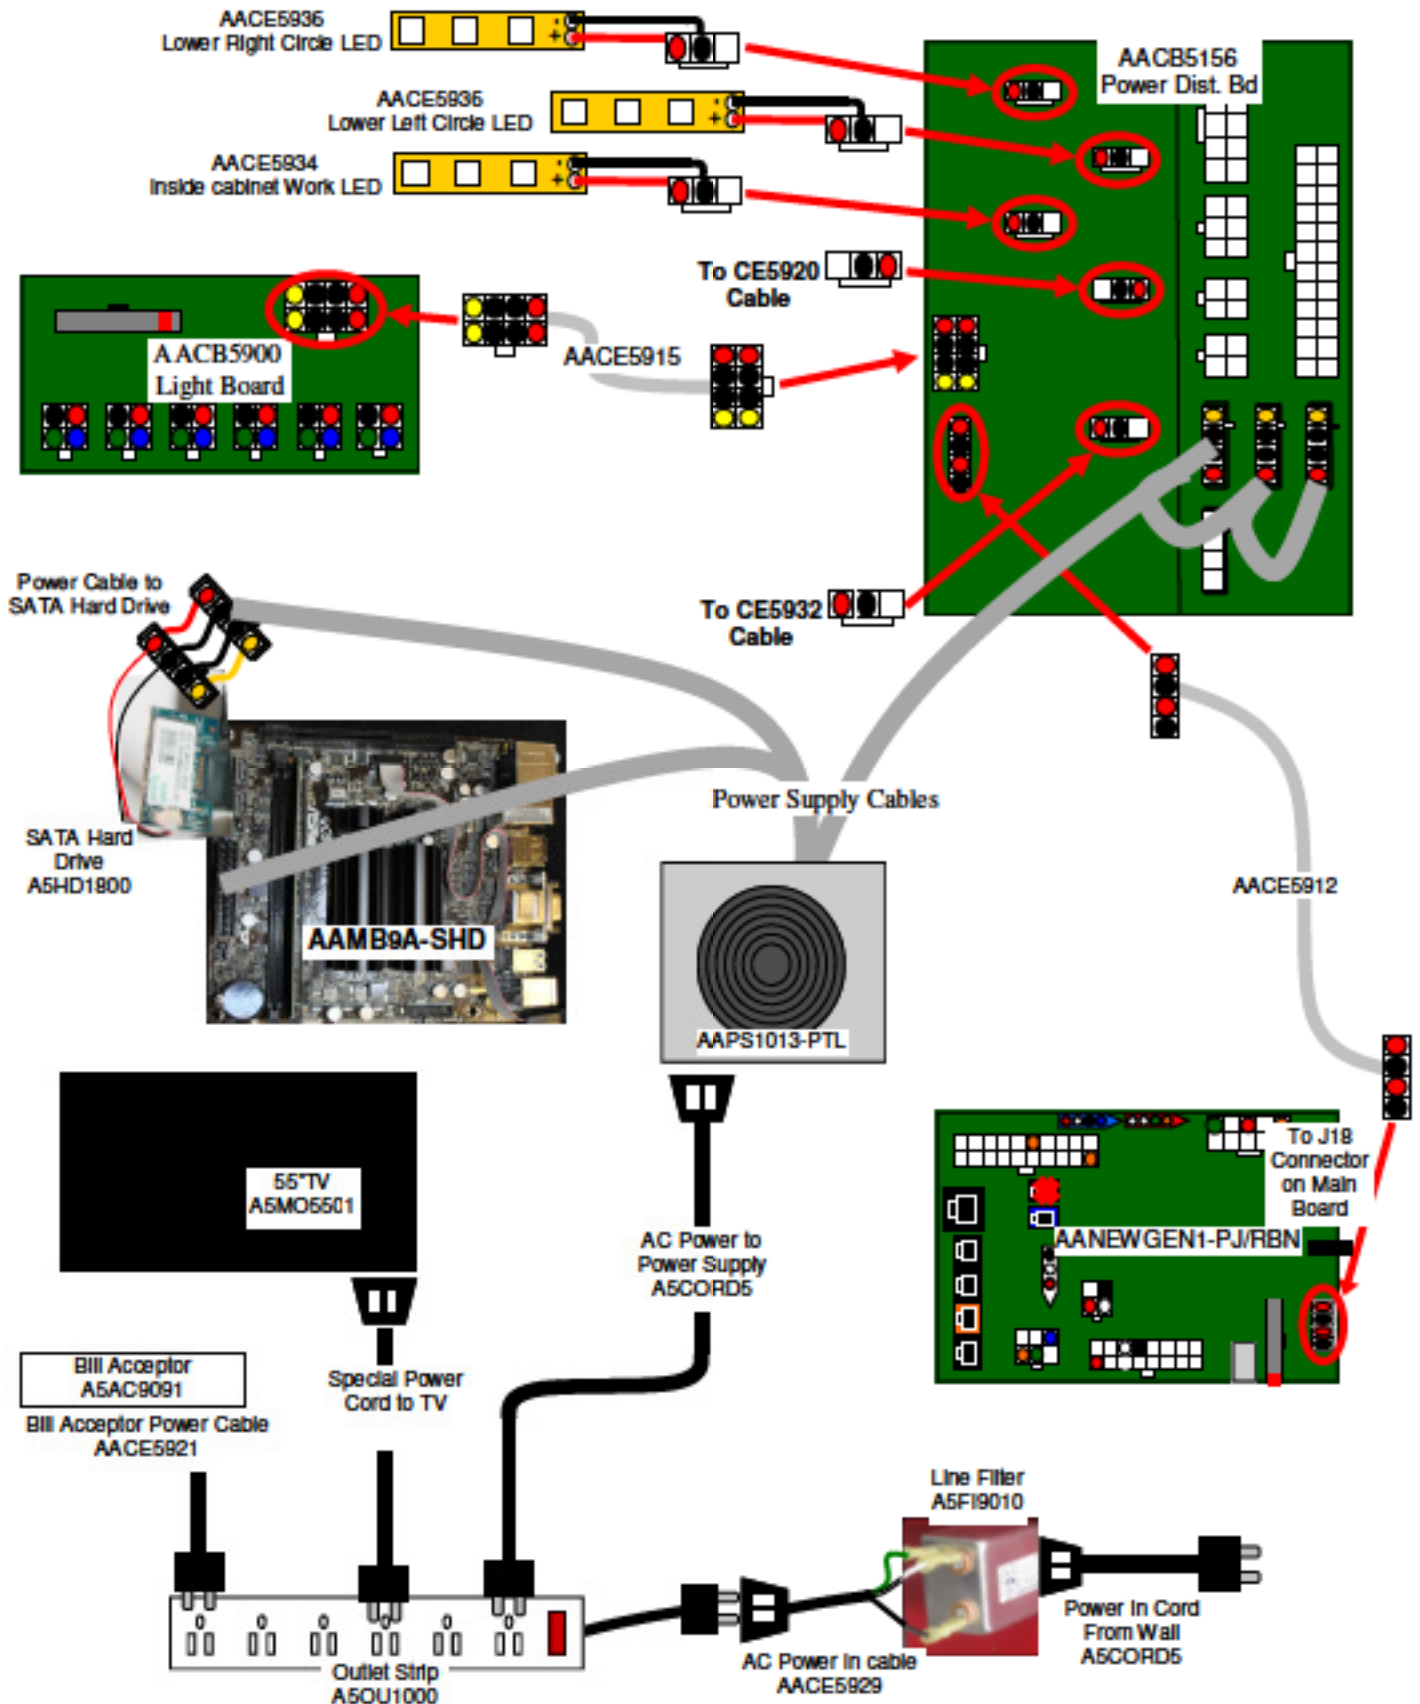 AACE5936
Lower Right Circle LED
AACB5156
Power Dist. Bd
AACE5935
Lower Left Circle LED
AACE5934
Inside cabinet Work LED
To CE5920
Cable
AACB5900
Light Board
AACE5915
Power Cable to
SATA Hard Drive
To CE5932
Cable
Power Supply Cables
SATA Hard
Drive
A5HD1800
AACE5912
AAMB9A-SHD
AAPS1013-PTL
To J18
Connector
on Main
Board
55"TV
A5MO5501
AANEWGEN1-PJ/RBN
AC Power to
Power Supply
A5CORD5
Bill Acceptor
A5AC9091
Special Power
Cord to TV
Bill Acceptor Power Cable
AACE5921
Line Filter
A5FI9010
Power In Cord
From Wall
A5CORD5
AC Power In cable
AACE5929
Outlet Strip
A5OU1000